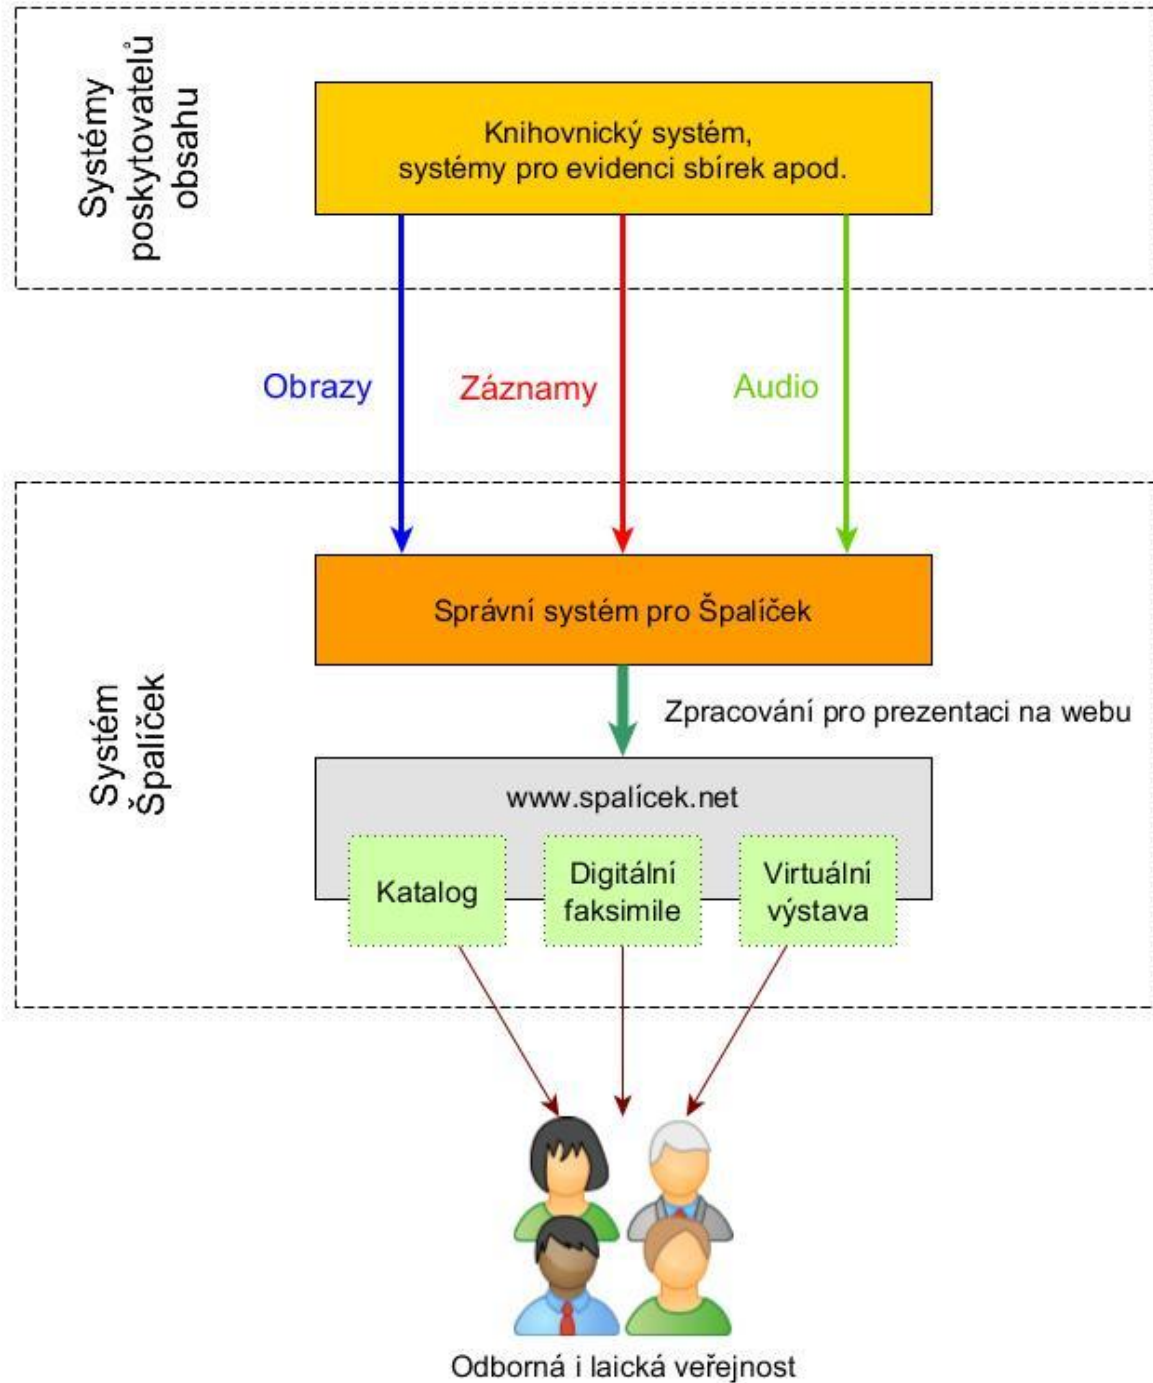 Systémy
poskytovatelů
obsahu
Knihovnický systém,
systémy pro evidenci sbírek apod.
Obrazy
Záznamy
Audio
Systém
Špalíček
Správní systém pro Špalíček
Zpracování pro prezentaci na webu
www.spalícek.net
Katalog
Digitální
faksimile
Virtuální
výstava
Odborná i laická veřejnost